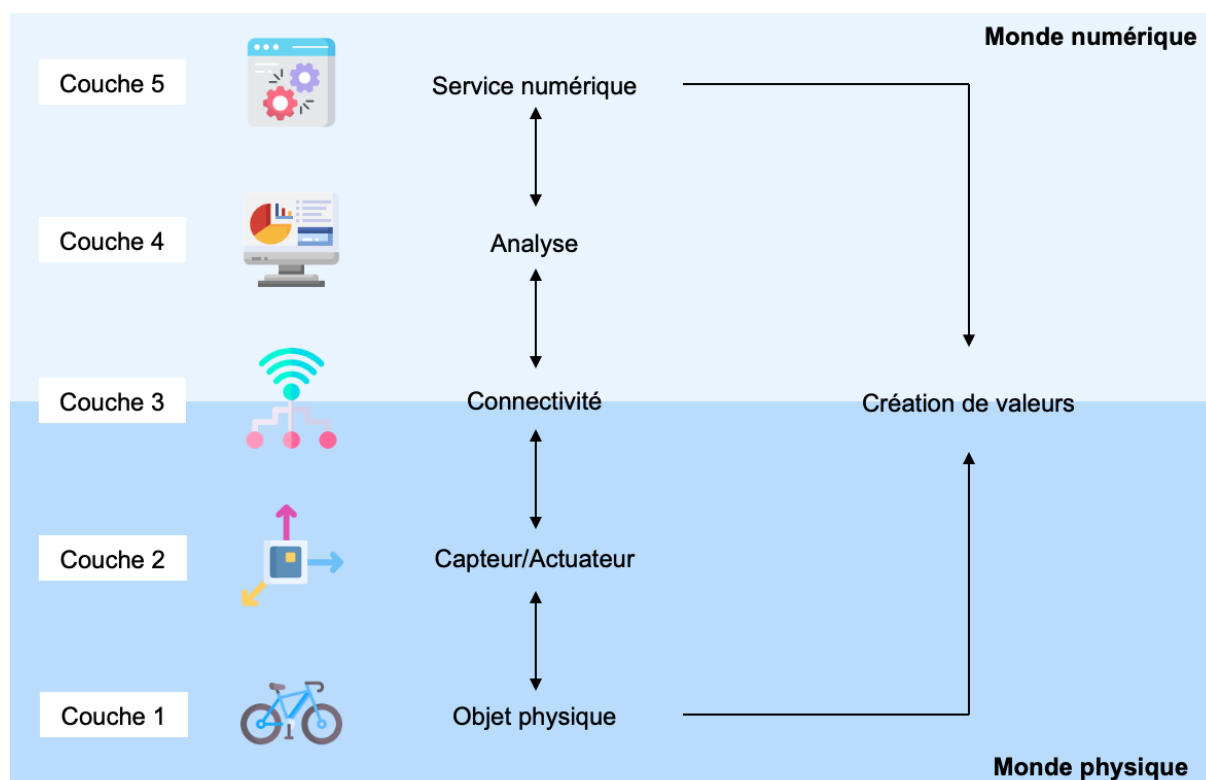 Monde numérique
Couche 5
Service numérique
Couche 4
Analyse
Couche 3
Connectivité
Création de valeurs
Couche 2
Capteur/Actuateur
Couche 1
Objet physique
Monde physique